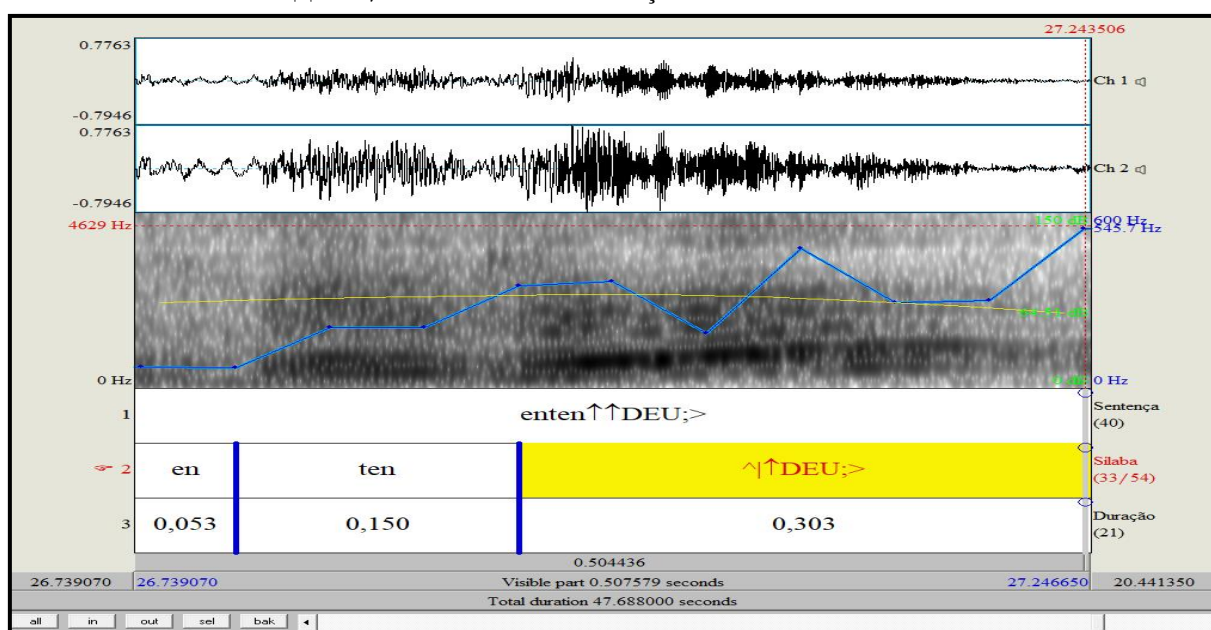 27.243506
0.7763
Ch 1
-0.7946
0.7763
Ch 2
-0.7946
4629 Hz 150 dB 600 Hz
545.7 Hz
0 Hz 0 Hz
1 enten↑↑DEU;> Sentença
(40)
2 en ten ^|↑DEU;> Sílaba
(33/54)
3 0,053 0,150 0,303 Duração
(21)
0.504436
26.739070 26.739070 Visible part 0.507579 seconds 27.246650 20.441350
Total duration 47.688000 seconds
all in out sel bak